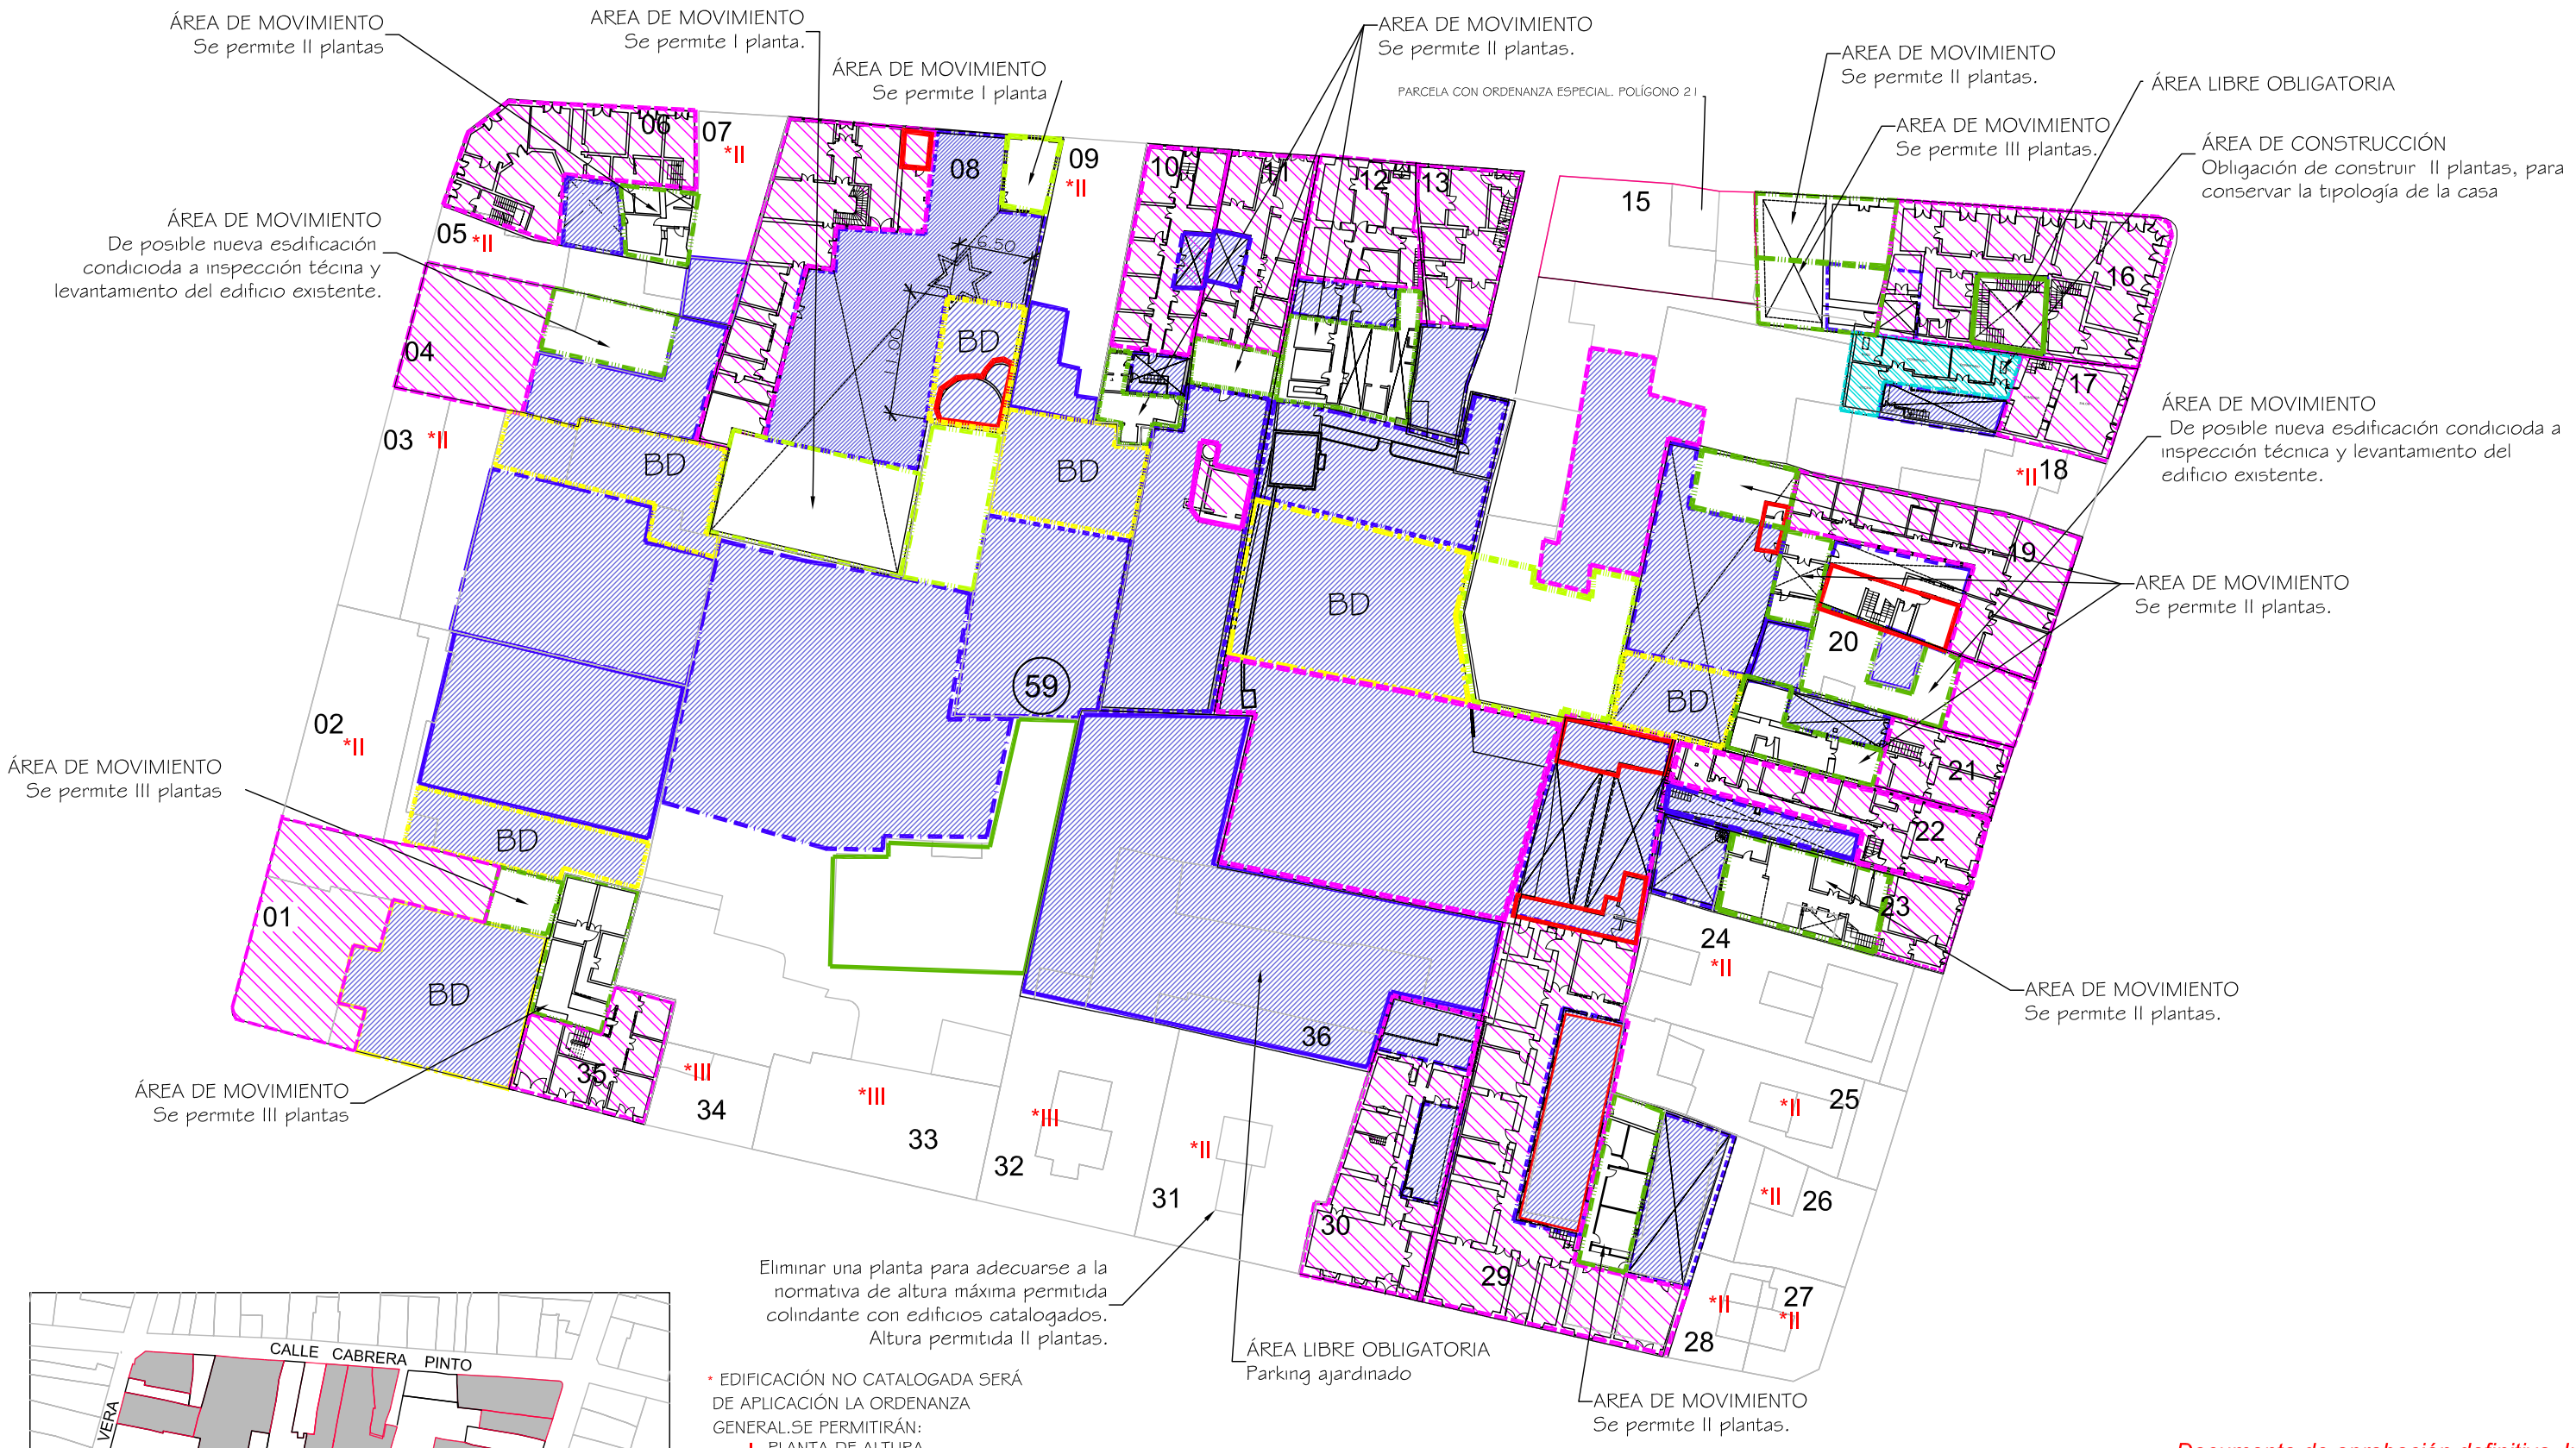 ÁREA DE MOVIMIENTO
Se permite II plantas
AREA DE MOVIMIENTO
Se permite I planta.
ÁREA DE MOVIMIENTO
Se permite I planta
AREA DE MOVIMIENTO
Se permite II plantas.
PARCELA CON ORDENANZA ESPECIAL. POLÍGONO 21
AREA DE MOVIMIENTO
Se permite II plantas.
ÁREA LIBRE OBLIGATORIA
AREA DE MOVIMIENTO
Se permite III plantas.
ÁREA DE CONSTRUCCIÓN
Obligación de construir II plantas, para
conservar la tipología de la casa
06
07
*II
08
09
*II
10
11
12
13
15
16
17
ÁREA DE MOVIMIENTO
De posible nueva esdificación
condicioda a inspección técina y
levantamiento del edificio existente.
05 *II
6.50
11.00
04
03 *II
BD
BD
BD
ÁREA DE MOVIMIENTO
De posible nueva esdificación condicioda a
inspección técnica y levantamiento del
edificio existente.
*II 18
19
AREA DE MOVIMIENTO
Se permite II plantas.
BD
20
59
BD
02
*II
ÁREA DE MOVIMIENTO
Se permite III plantas
21
22
BD
01
23
24
*II
BD
AREA DE MOVIMIENTO
Se permite II plantas.
36
ÁREA DE MOVIMIENTO
Se permite III plantas
35
*III
34
*III
33
*III
32
*II
31
*II
25
*II
26
30
29
*II
27
*II
28
Eliminar una planta para adecuarse a la
normativa de altura máxima permitida
colindante con edificios catalogados.
Altura permitida II plantas.
ÁREA LIBRE OBLIGATORIA
Parking ajardinado
AREA DE MOVIMIENTO
Se permite II plantas.
CALLE CABRERA PINTO
VERA
* EDIFICACIÓN NO CATALOGADA SERÁ
DE APLICACIÓN LA ORDENANZA
GENERAL.SE PERMITIRÁN:
I PLANTA DE ALTURA
Documento de aprobación definitiva